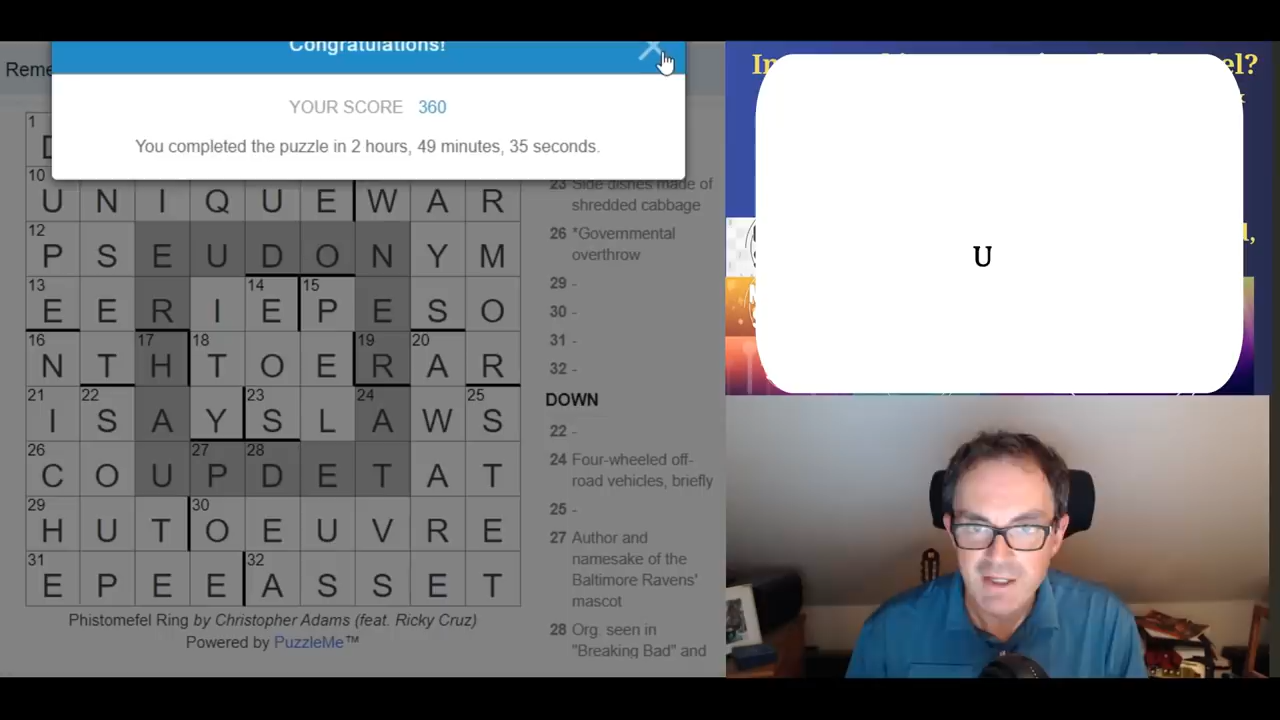 Congratulations!
YOUR SCORE 360
You completed the puzzle in 2 hours, 49 minutes, 35 seconds.
Reme
1
10 U N I Q U E W A R
12 P S E U D O N Y M
13 E E R I 14 E 15 P E S O
16 N T 17 H 18 T O E 19 R 20 A R
21 I 22 S A Y 23 S L 24 A W 25 S
26 C O U 27 P 28 D E T A T
29 H U T 30 O E U V R E
31 E P E E 32 A S S E T
Phistomefel Ring by Christopher Adams (feat. Ricky Cruz)
Powered by PuzzleMe™
23 Side dishes made of
shredded cabbage
26 *Governmental
overthrow
29 -
30 -
31 -
32 -
DOWN
22 -
24 Four-wheeled off-
road vehicles, briefly
25 -
27 Author and
namesake of the
Baltimore Ravens'
mascot
28 Org. seen in
"Breaking Bad" and
U